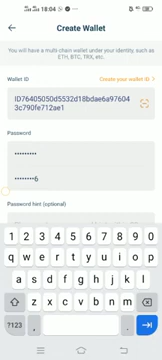 18:04
Create Wallet
You will have a multi-chain wallet under your identity, such as
ETH, BTC, TRX, etc.
Wallet ID
Create your wallet ID >
ID76405050d5532d18bdae6a97604
3c790fe712ae1
Password
•••••••••
••••••••6
Password hint (optional)
1 2 3 4 5 6 7 8 9 0
q w e r t y u i o p
a s d f g h j k l
z x c v b n m
?123 , .